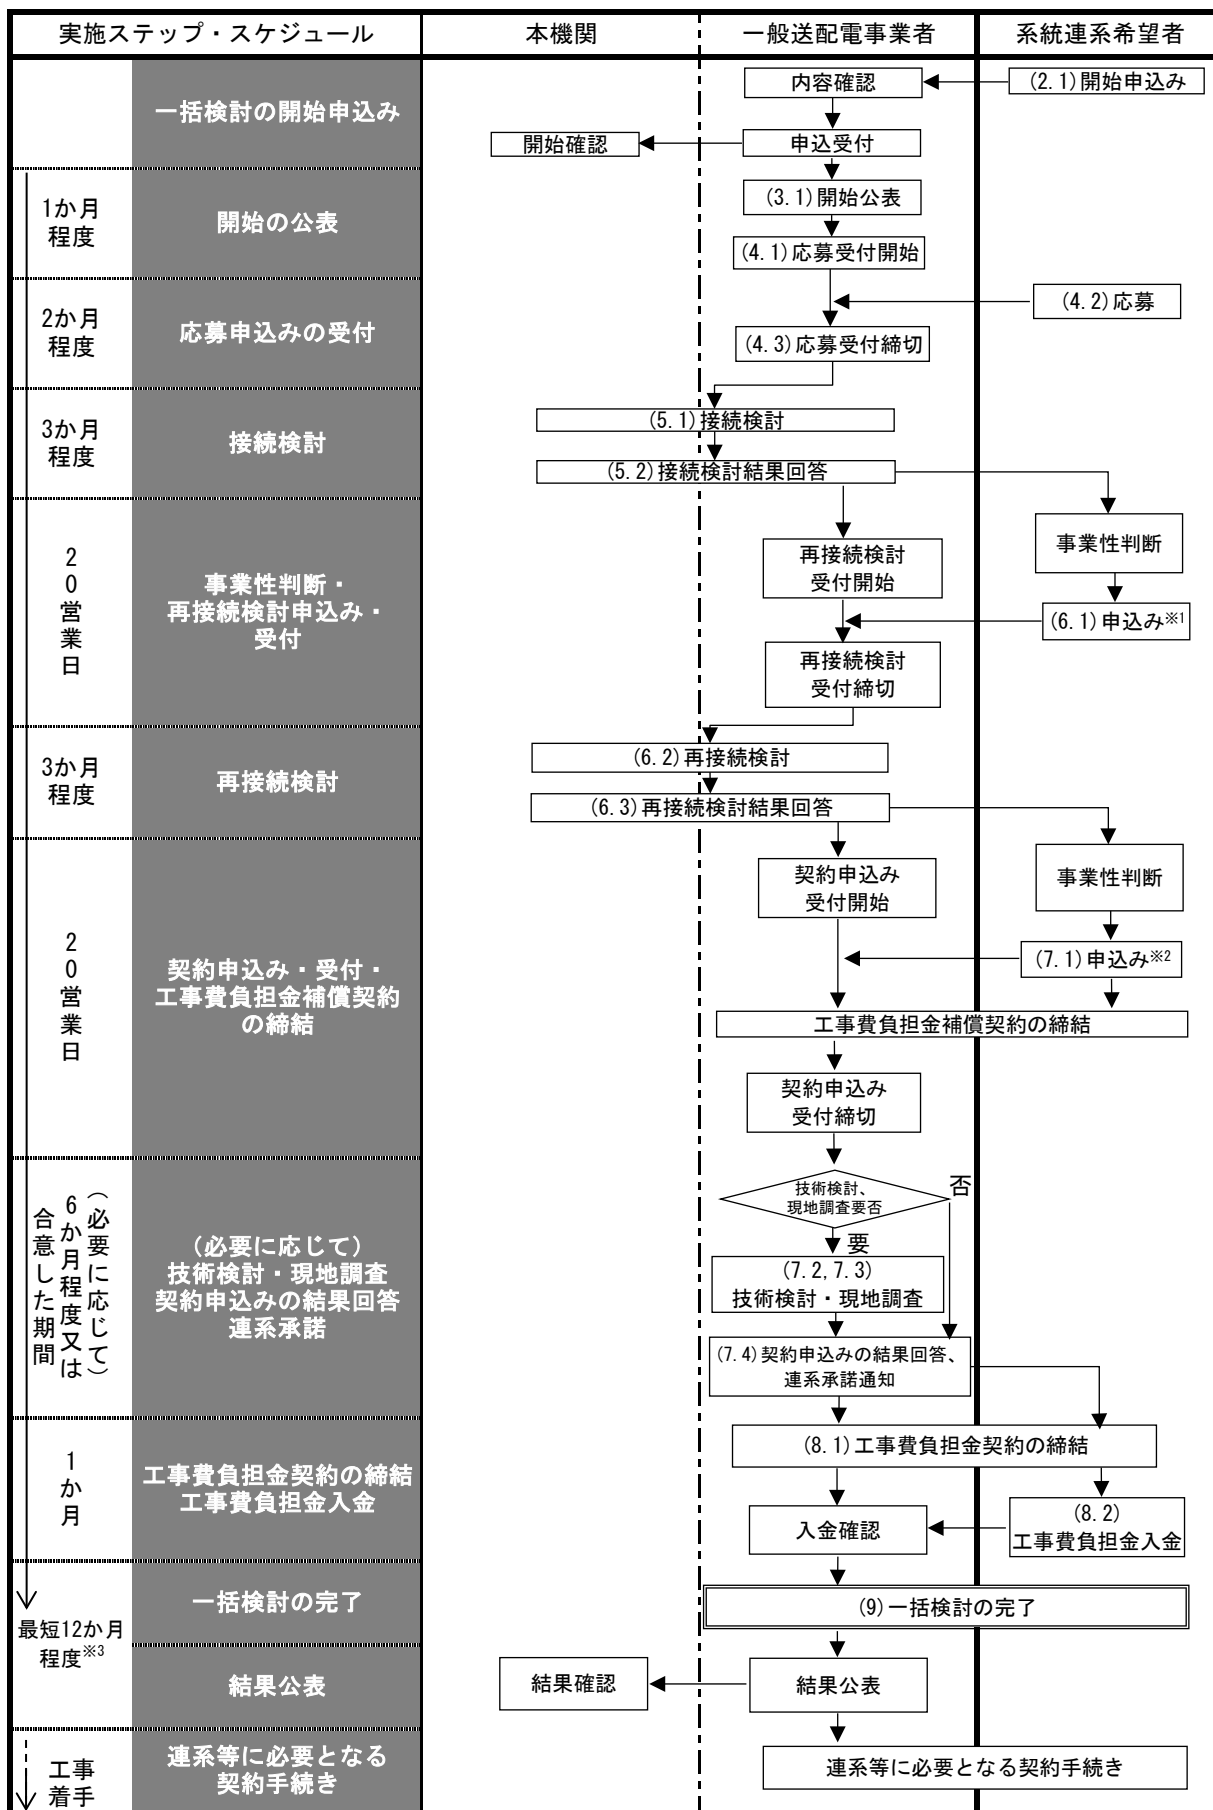 実施ステップ・スケジュール
本機関
一般送配電事業者
系統連系希望者
一括検討の開始申込み
内容確認
(2.1)開始申込み
開始確認
申込受付
1か月
程度
開始の公表
(3.1)開始公表
(4.1)応募受付開始
2か月
程度
応募申込みの受付
(4.2)応募
(4.3)応募受付締切
3か月
程度
接続検討
(5.1)接続検討
(5.2)接続検討結果回答
20営業日
事業性判断・
再接続検討申込み・
受付
再接続検討
受付開始
事業性判断
(6.1)申込み※1
再接続検討
受付締切
3か月
程度
再接続検討
(6.2)再接続検討
(6.3)再接続検討結果回答
20営業日
契約申込み・受付・
工事費負担金補償契約
の締結
契約申込み
受付開始
事業性判断
(7.1)申込み※2
工事費負担金補償契約の締結
契約申込み
受付締切
(必要に応じて)
6か月程度又は
合意した期間
(必要に応じて)
技術検討・現地調査
契約申込みの結果回答
連系承諾
技術検討、
現地調査要否
否
要
(7.2,7.3)
技術検討・現地調査
(7.4)契約申込みの結果回答、
連系承諾通知
1か月
工事費負担金契約の締結
工事費負担金入金
(8.1)工事費負担金契約の締結
入金確認
(8.2)
工事費負担金入金
最短12か月
程度※3
一括検討の完了
(9)一括検討の完了
結果公表
結果確認
結果公表
工事
着手
連系等に必要となる
契約手続き
連系等に必要となる契約手続き